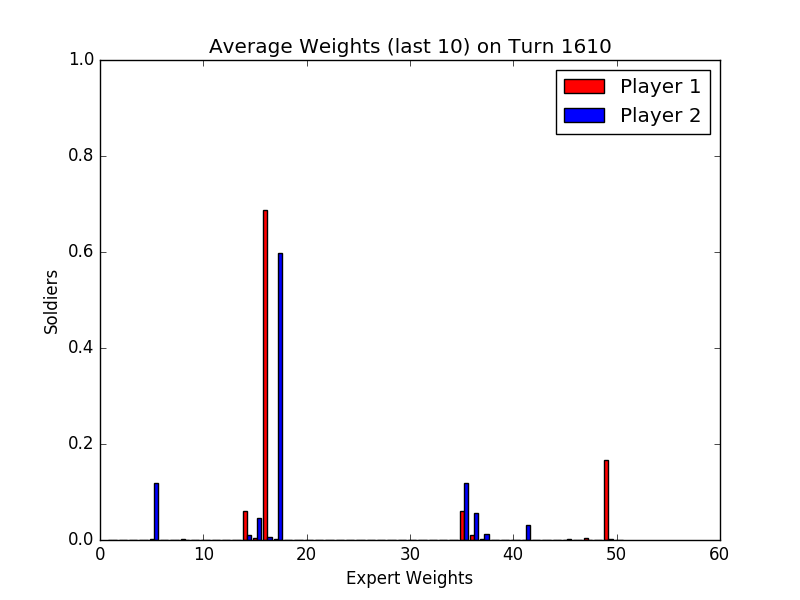 Average Weights (last 10) on Turn 1610
1.0
0.8
0.6
0.4
0.2
0.0
Soldiers
Player 1
Player 2
0 10 20 30 40 50 60
Expert Weights